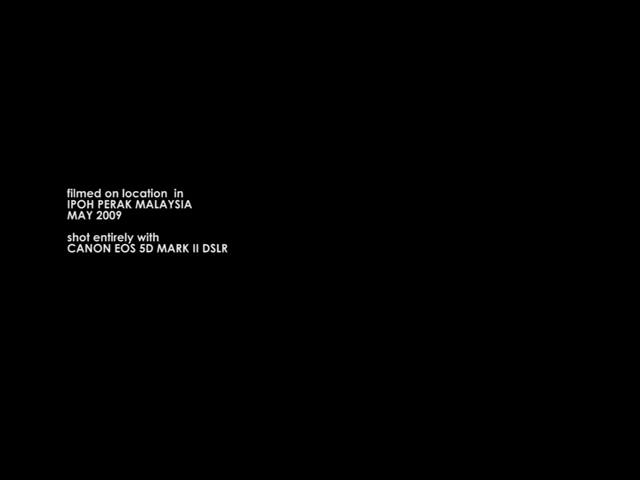 filmed on location  in
IPOH PERAK MALAYSIA
MAY 2009
shot entirely with
CANON EOS 5D MARK II DSLR